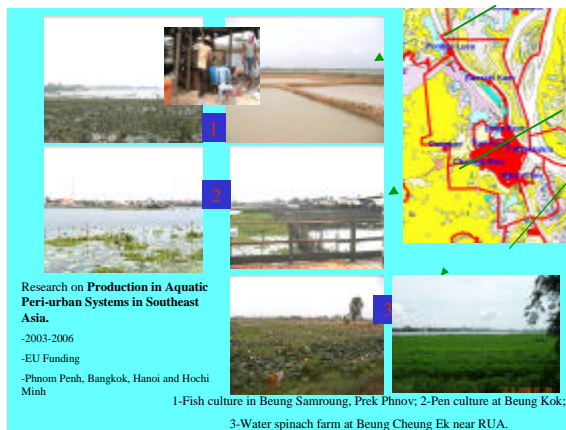 1
2
Research on Production in Aquatic
Peri-urban Systems in Southeast
Asia.
-2003-2006
-EU Funding
-Phnom Penh, Bangkok, Hanoi and Hochi
Minh
3
1-Fish culture in Beung Samroung, Prek Phnov; 2-Pen culture at Beung Kok;
3-Water spinach farm at Beung Cheung Ek near RUA.